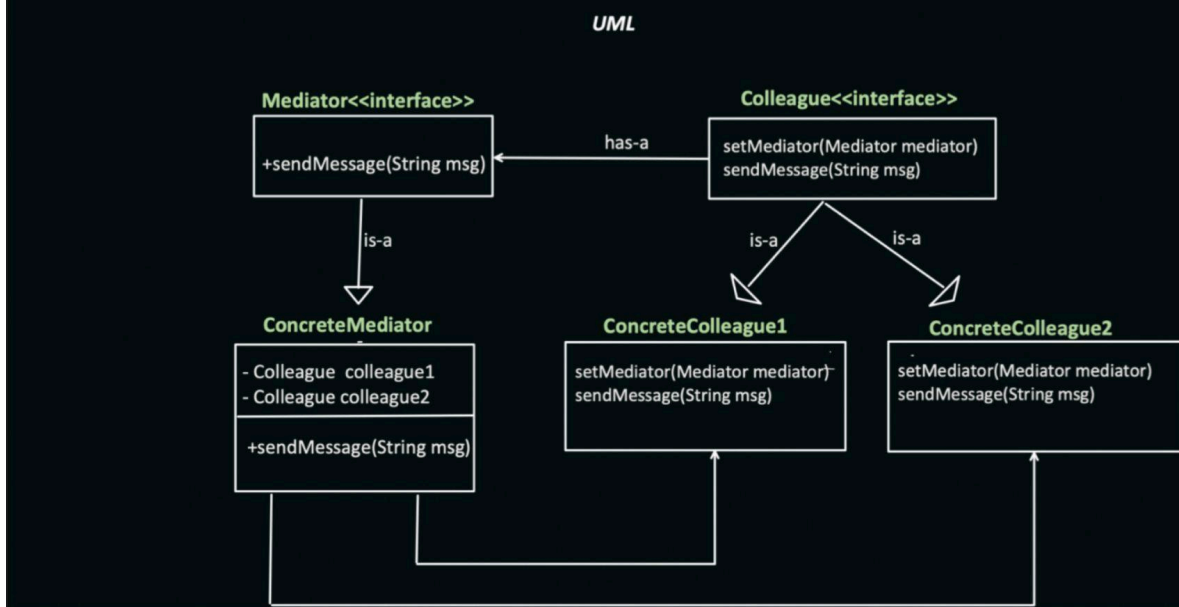 UML
Mediator<<interface>>
+sendMessage(String msg)
has-a
Colleague<<interface>>
setMediator(Mediator mediator)
sendMessage(String msg)
is-a
is-a
is-a
ConcreteMediator
- Colleague colleague1
- Colleague colleague2
+sendMessage(String msg)
ConcreteColleague1
setMediator(Mediator mediator)
sendMessage(String msg)
ConcreteColleague2
setMediator(Mediator mediator)
sendMessage(String msg)